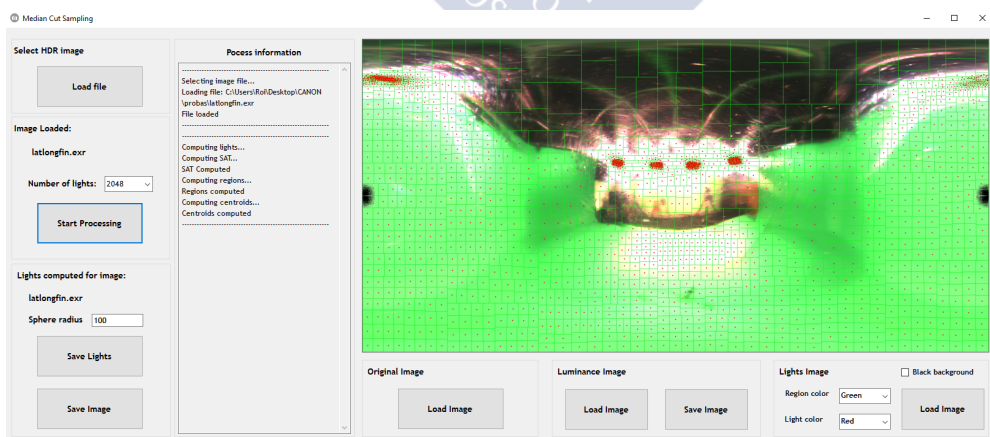 Median Cut Sampling
Select HDR image
Load file
Image Loaded:
latlongfin.exr
Number of lights: 2048
Start Processing
Lights computed for image:
latlongfin.exr
Sphere radius 100
Save Lights
Save Image
Pocess information
--------------------------------------------------
Selecting image file...
Loading file: C:\Users\Roi\Desktop\CANON
\probas\latlongfin.exr
File loaded
--------------------------------------------------
--------------------------------------------------
Computing lights...
Computing SAT...
SAT Computed
Computing regions...
Regions computed
Computing centroids...
Centroids computed
--------------------------------------------------
Original Image
Load Image
Luminance Image
Load Image
Save Image
Lights Image
Black background
Region color Green
Light color Red
Load Image